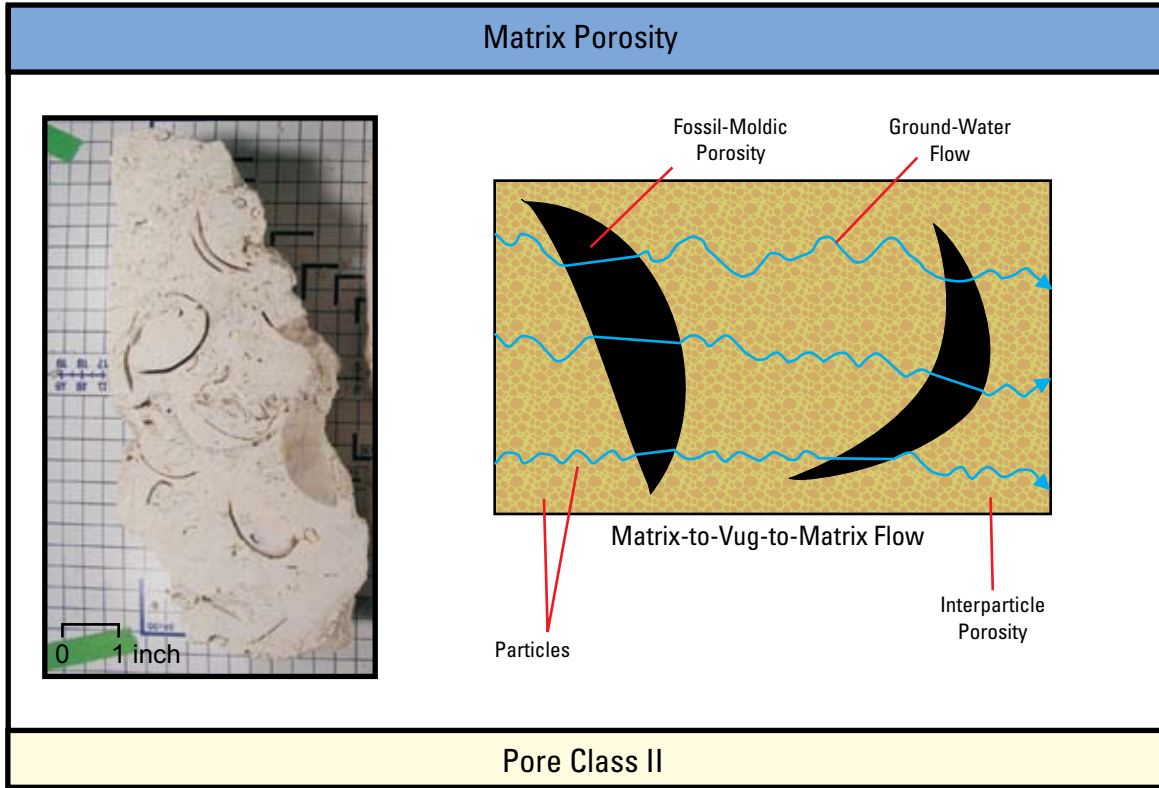 Matrix Porosity
Fossil-Moldic
Porosity
Ground-Water
Flow
0 1 inch
Matrix-to-Vug-to-Matrix Flow
Particles
Interparticle
Porosity
Pore Class II